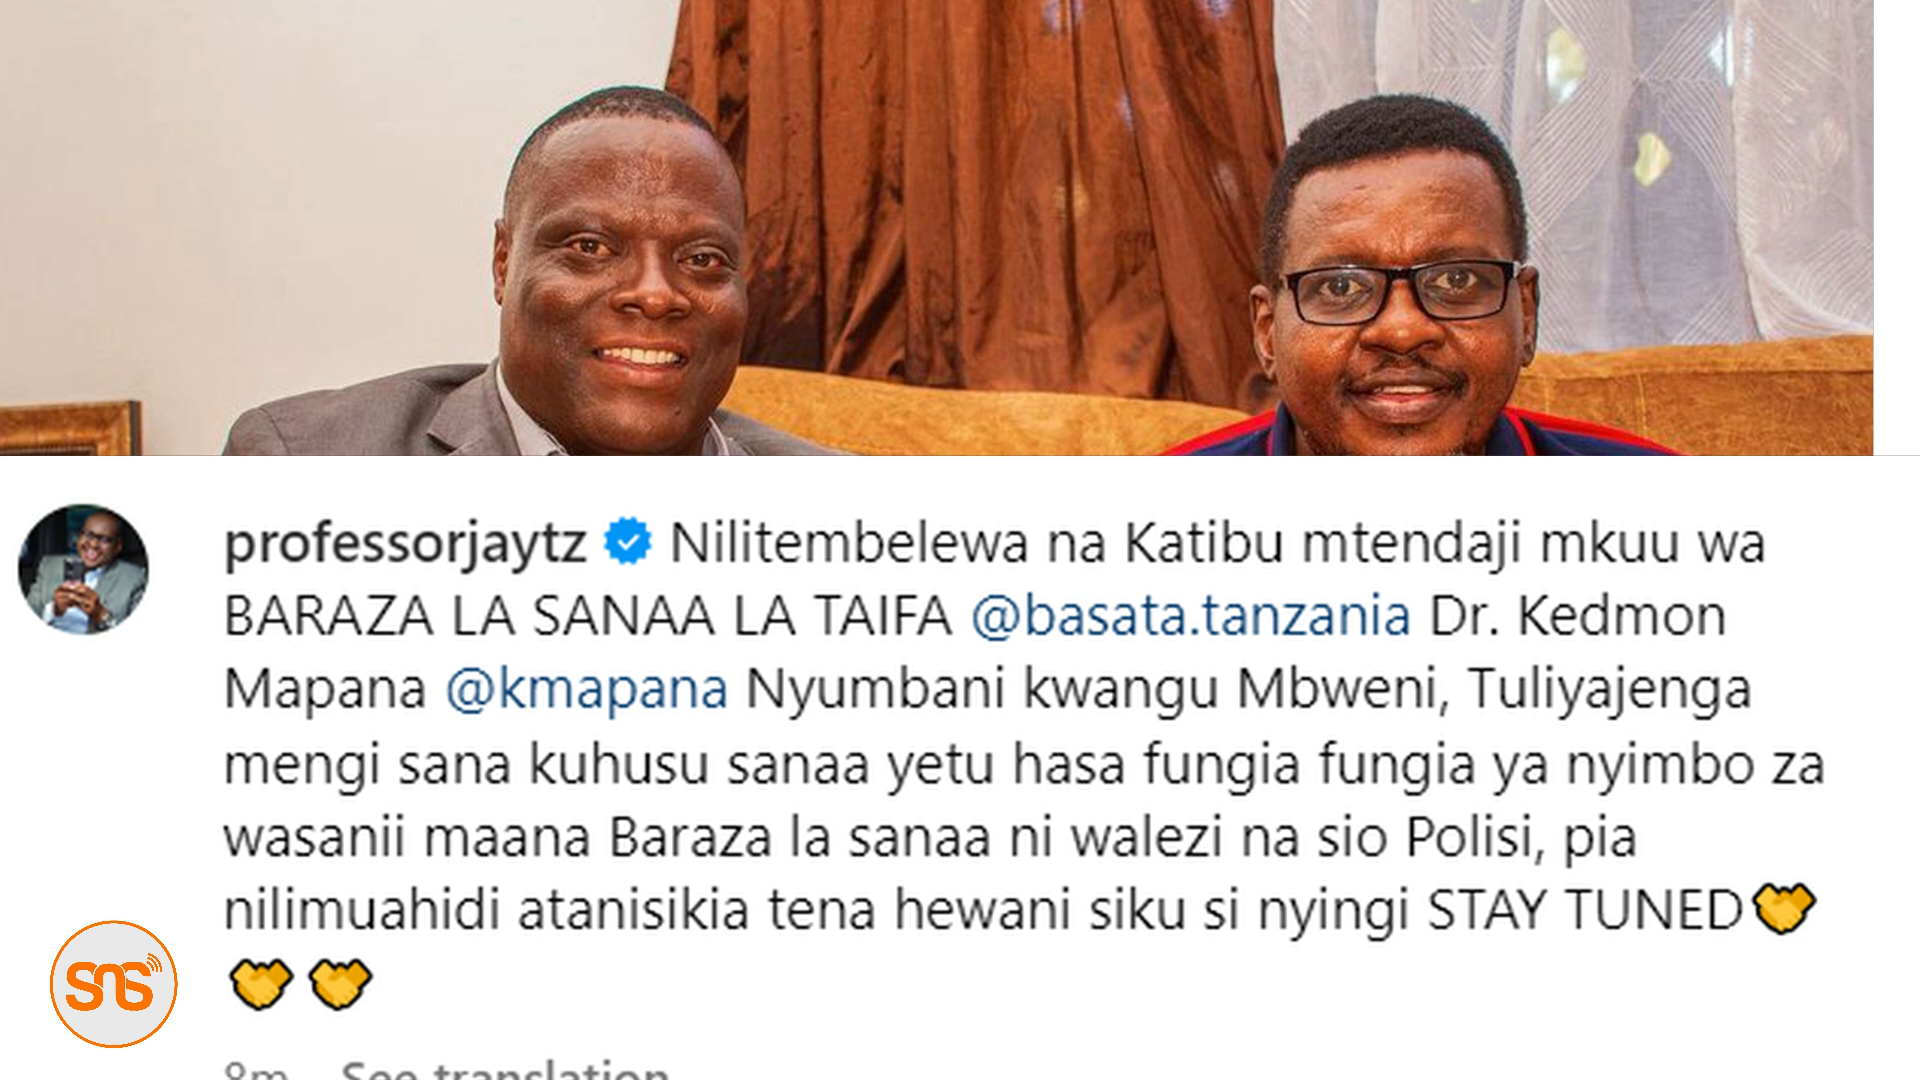 professorjaytz Nilitembelewa na Katibu mtendaji mkuu wa
BARAZA LA SANAA LA TAIFA @basata.tanzania Dr. Kedmon
Mapana @kmapana Nyumbani kwangu Mbweni, Tuliyajenga
mengi sana kuhusu sanaa yetu hasa fungia fungia ya nyimbo za
wasanii maana Baraza la sanaa ni walezi na sio Polisi, pia
nilimuahidi atanisikia tena hewani siku si nyingi STAY TUNED🤝
🤝🤝
SNS
8m See translation